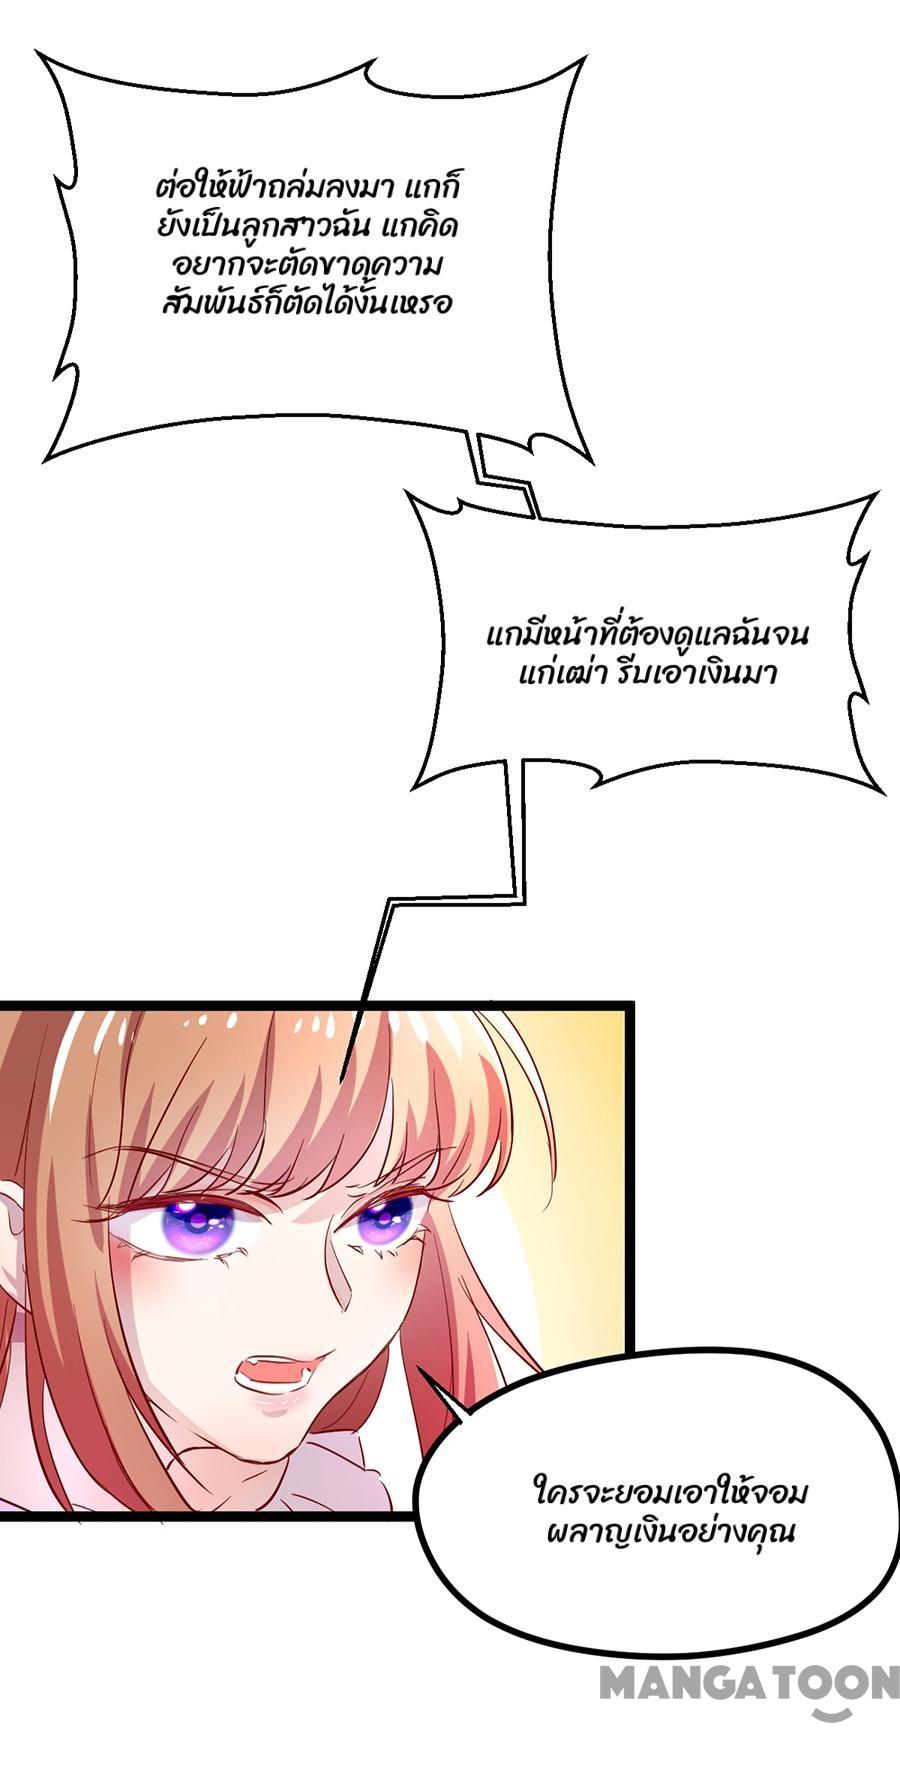 ต่อให้ฟ้าถล่มลงมา แกก็
ยังเป็นลูกสาวฉัน แกคิด
อยากจะตัดขาดความ
สัมพันธ์ก็ตัดได้งั้นเหรอ
แกมีหน้าที่ต้องดูแลฉันจน
แก่เฒ่า รีบเอาเงินมา
ใครจะยอมเอาให้จอม
ผลาญเงินอย่างคุณ
MANGATOON